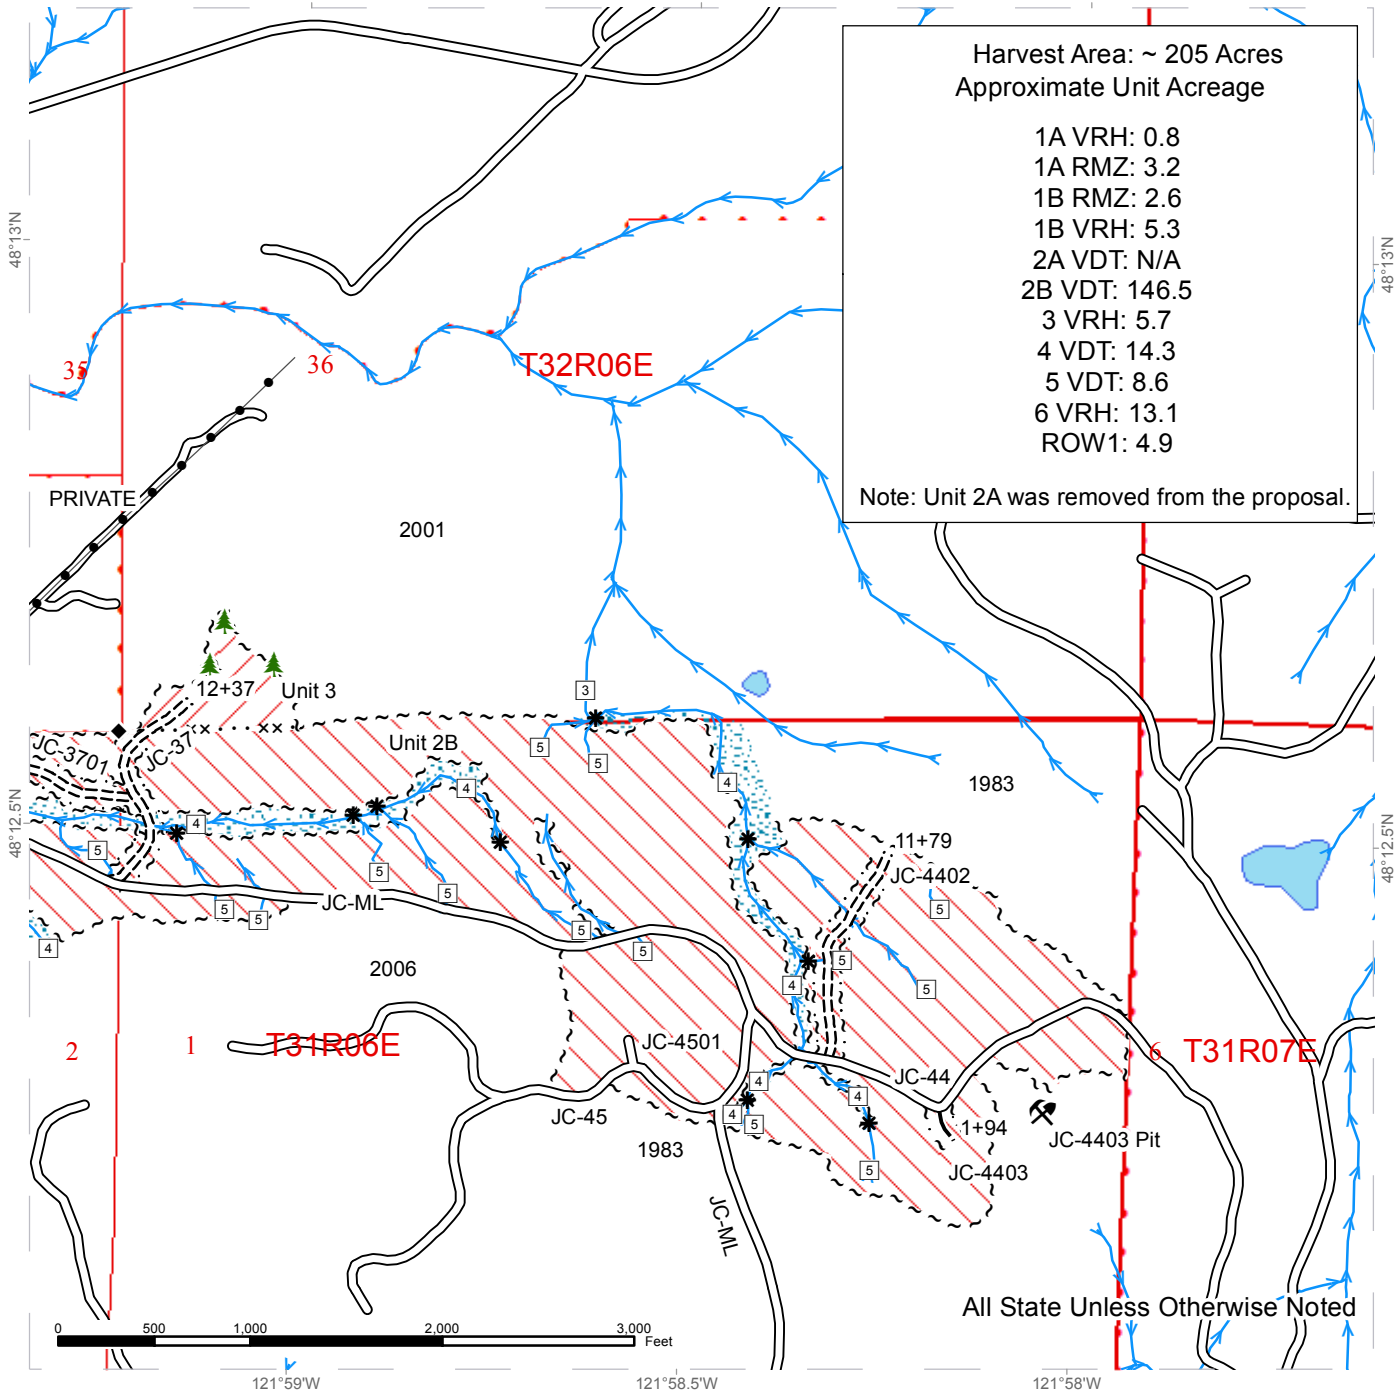 Harvest Area: ~ 205 Acres
Approximate Unit Acreage
1A VRH: 0.8
1A RMZ: 3.2
1B RMZ: 2.6
1B VRH: 5.3
2A VDT: N/A
2B VDT: 146.5
3 VRH: 5.7
4 VDT: 14.3
5 VDT: 8.6
6 VRH: 13.1
ROW1: 4.9
Note: Unit 2A was removed from the proposal.
48°13'N
48°13'N
35
36
T32R06E
PRIVATE
2001
12+37
Unit 3
3
JC-3701
JC-37
Unit 2B
5
5
4
4
1983
4
5
48°12.5'N
48°12.5'N
11+79
JC-4402
5
5
5
5
5
JC-ML
5
5
5
4
2006
5
5
4
2
1
T31R06E
JC-4501
6
T31R07E
JC-44
4
4
JC-45
4
5
1+94
JC-4403 Pit
1983
5
JC-4403
JC-ML
All State Unless Otherwise Noted
0
500
1,000
2,000
3,000
Feet
121°59'W
121°58.5'W
121°58'W